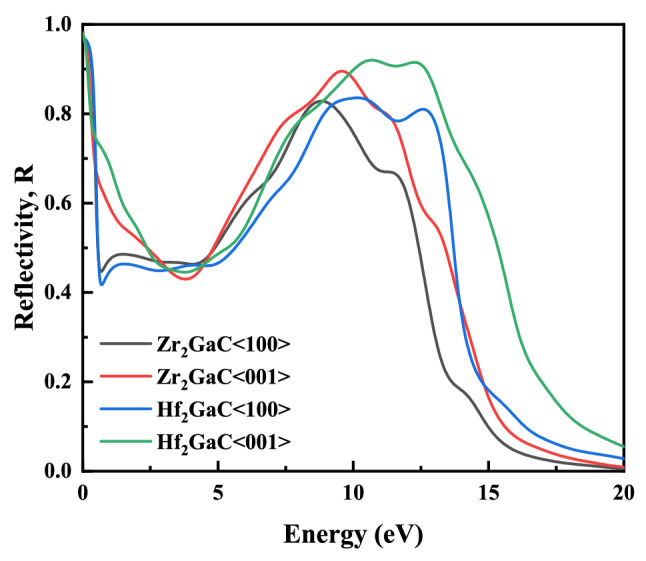 1.0
0.8
0.6
0.4
0.2
0.0
Reflectivity, R
Zr₂GaC<100>
Zr₂GaC<001>
Hf₂GaC<100>
Hf₂GaC<001>
0 5 10 15 20
Energy (eV)